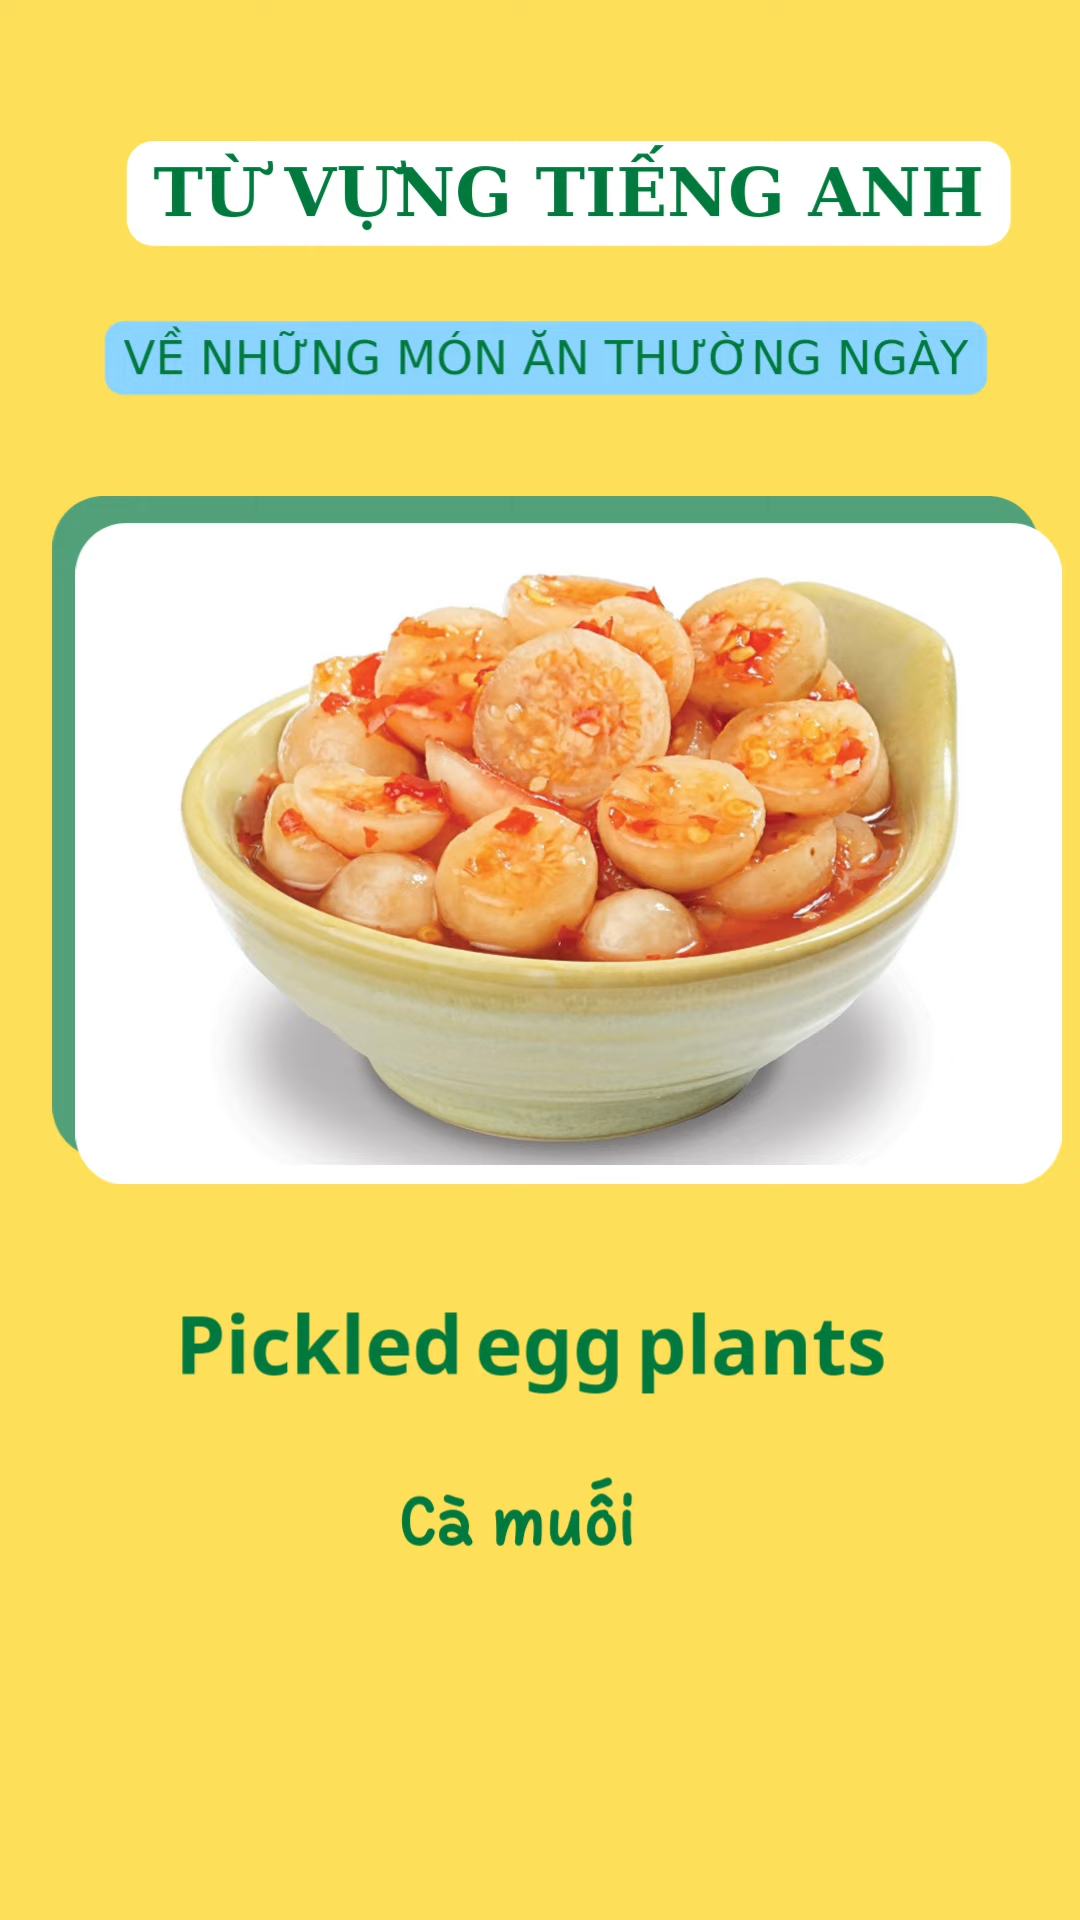 TỪ VỰNG TIẾNG ANH
VỀ NHỮNG MÓN ĂN THƯỜNG NGÀY
Pickled egg plants
Cà muối